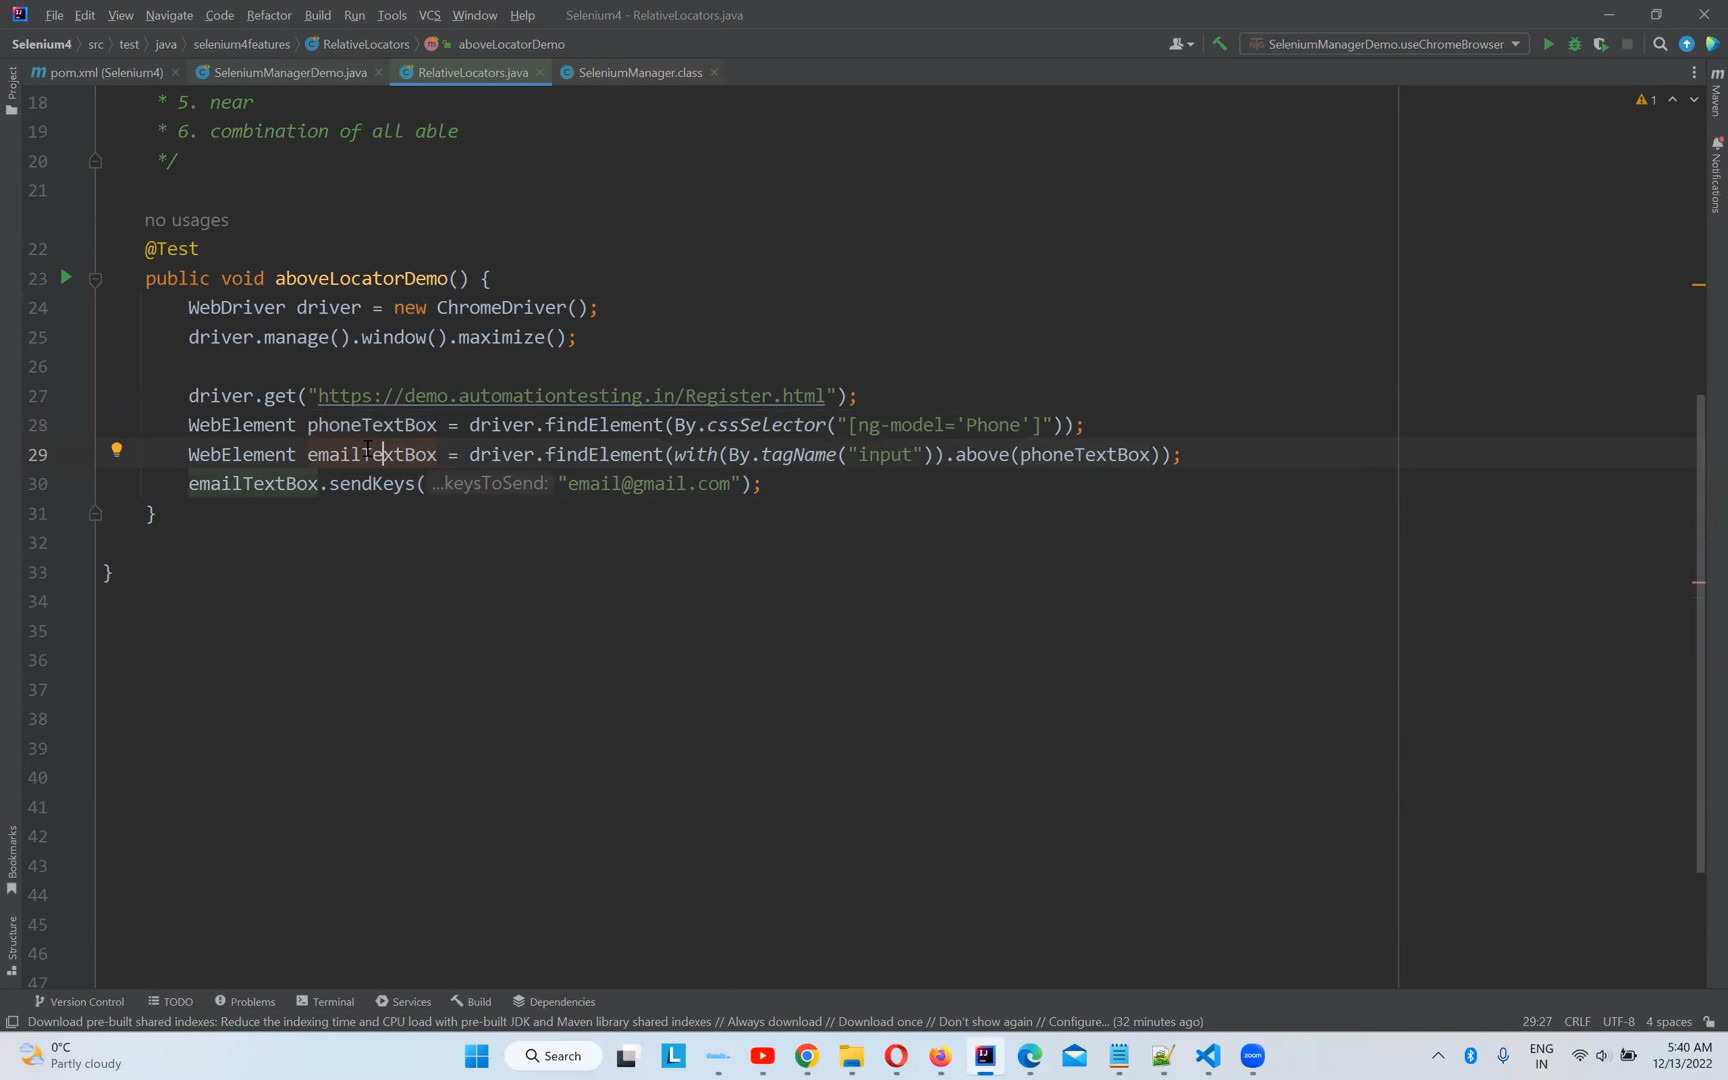 File Edit View Navigate Code Refactor Build Run Tools VCS Window Help Selenium4 - RelativeLocators.java
Selenium4 src test java selenium4features RelativeLocators aboveLocatorDemo SeleniumManagerDemo.useChromeBrowser
pom.xml (Selenium4) SeleniumManagerDemo.java RelativeLocators.java SeleniumManager.class
Project
Maven
Notifications
Bookmarks
Structure
1
18 * 5. near
19 * 6. combination of all able
20 */
21
no usages
22 @Test
23 public void aboveLocatorDemo() {
24 WebDriver driver = new ChromeDriver();
25 driver.manage().window().maximize();
26
27 driver.get("https://demo.automationtesting.in/Register.html");
28 WebElement phoneTextBox = driver.findElement(By.cssSelector("[ng-model='Phone']"));
29 WebElement emailTextBox = driver.findElement(with(By.tagName("input")).above(phoneTextBox));
30 emailTextBox.sendKeys( ...keysToSend: "email@gmail.com");
31 }
32
33 }
34
35
36
37
38
39
40
41
42
43
44
45
46
47
Version Control TODO Problems Terminal Services Build Dependencies
Download pre-built shared indexes: Reduce the indexing time and CPU load with pre-built JDK and Maven library shared indexes // Always download // Download once // Don't show again // Configure... (32 minutes ago) 29:27 CRLF UTF-8 4 spaces
0°C
Partly cloudy
Search
zoom
ENG
IN
5:40 AM
12/13/2022